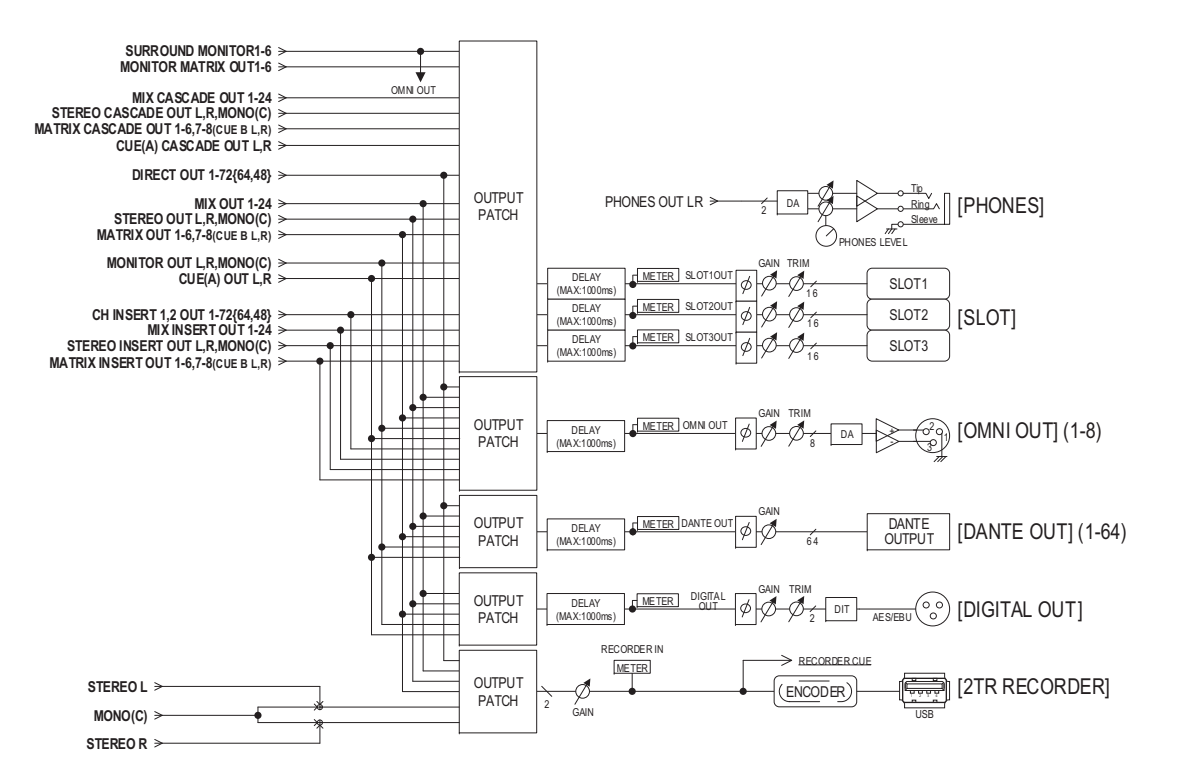 SURROUND MONITOR1-6
MONITOR MATRIX OUT1-6
OMNI OUT
MIX CASCADE OUT 1-24
STEREO CASCADE OUT L,R,MONO(C)
MATRIX CASCADE OUT 1-6,7-8(CUE B L,R)
CUE(A) CASCADE OUT L,R
DIRECT OUT 1-72{64,48}
MIX OUT 1-24
STEREO OUT L,R,MONO(C)
MATRIX OUT 1-6,7-8(CUE B L,R)
MONITOR OUT L,R,MONO(C)
CUE(A) OUT L,R
CH INSERT 1,2 OUT 1-72{64,48}
MIX INSERT OUT 1-24
STEREO INSERT OUT L,R,MONO(C)
MATRIX INSERT OUT 1-6,7-8(CUE B L,R)
OUTPUT
PATCH
PHONES OUT LR
2
DA
PHONES LEVEL
Tip
Ring
Sleeve
[PHONES]
GAIN TRIM
DELAY
(MAX:1000ms)
METER SLOT1OUT
ϕ
16
SLOT1
DELAY
(MAX:1000ms)
METER SLOT2OUT
ϕ
16
SLOT2
[SLOT]
DELAY
(MAX:1000ms)
METER SLOT3OUT
ϕ
16
SLOT3
OUTPUT
PATCH
DELAY
(MAX:1000ms)
METER OMNI OUT
ϕ
GAIN TRIM
8
DA
+
-
2
1
3
[OMNI OUT] (1-8)
OUTPUT
PATCH
DELAY
(MAX:1000ms)
METER DANTE OUT
ϕ
GAIN
64
DANTE
OUTPUT
[DANTE OUT] (1-64)
OUTPUT
PATCH
DELAY
(MAX:1000ms)
METER DIGITAL
OUT
ϕ
GAIN TRIM
2
DIT
AES/EBU
[DIGITAL OUT]
STEREO L
MONO(C)
STEREO R
OUTPUT
PATCH
2
GAIN
RECORDER IN
METER
RECORDER CUE
ENCODER
USB
[2TR RECORDER]